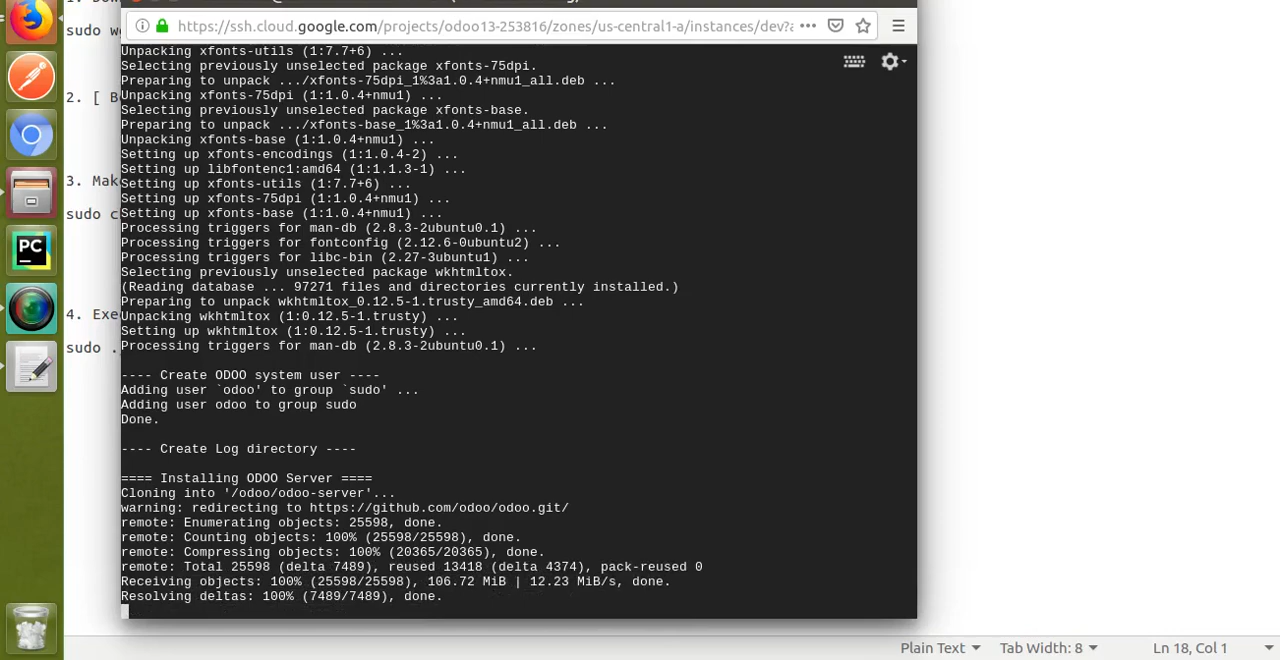 sudo w
2. [ B
3. Mak
sudo c
4. Exe
sudo .
https://ssh.cloud.google.com/projects/odoo13-253816/zones/us-central1-a/instances/dev?a
Unpacking xfonts-utils (1:7.7+6) ...
Selecting previously unselected package xfonts-75dpi.
Preparing to unpack .../xfonts-75dpi_1%3a1.0.4+nmu1_all.deb ...
Unpacking xfonts-75dpi (1:1.0.4+nmu1) ...
Selecting previously unselected package xfonts-base.
Preparing to unpack .../xfonts-base_1%3a1.0.4+nmu1_all.deb ...
Unpacking xfonts-base (1:1.0.4+nmu1) ...
Setting up xfonts-encodings (1:1.0.4-2) ...
Setting up libfontenc1:amd64 (1:1.1.3-1) ...
Setting up xfonts-utils (1:7.7+6) ...
Setting up xfonts-75dpi (1:1.0.4+nmu1) ...
Setting up xfonts-base (1:1.0.4+nmu1) ...
Processing triggers for man-db (2.8.3-2ubuntu0.1) ...
Processing triggers for fontconfig (2.12.6-0ubuntu2) ...
Processing triggers for libc-bin (2.27-3ubuntu1) ...
Selecting previously unselected package wkhtmltox.
(Reading database ... 97271 files and directories currently installed.)
Preparing to unpack wkhtmltox_0.12.5-1.trusty_amd64.deb ...
Unpacking wkhtmltox (1:0.12.5-1.trusty) ...
Setting up wkhtmltox (1:0.12.5-1.trusty) ...
Processing triggers for man-db (2.8.3-2ubuntu0.1) ...
---- Create ODOO system user ----
Adding user `odoo' to group `sudo' ...
Adding user odoo to group sudo
Done.
---- Create Log directory ----
==== Installing ODOO Server ====
Cloning into '/odoo/odoo-server'...
warning: redirecting to https://github.com/odoo/odoo.git/
remote: Enumerating objects: 25598, done.
remote: Counting objects: 100% (25598/25598), done.
remote: Compressing objects: 100% (20365/20365), done.
remote: Total 25598 (delta 7489), reused 13418 (delta 4374), pack-reused 0
Receiving objects: 100% (25598/25598), 106.72 MiB | 12.23 MiB/s, done.
Resolving deltas: 100% (7489/7489), done.
PC
Plain Text Tab Width: 8 Ln 18, Col 1